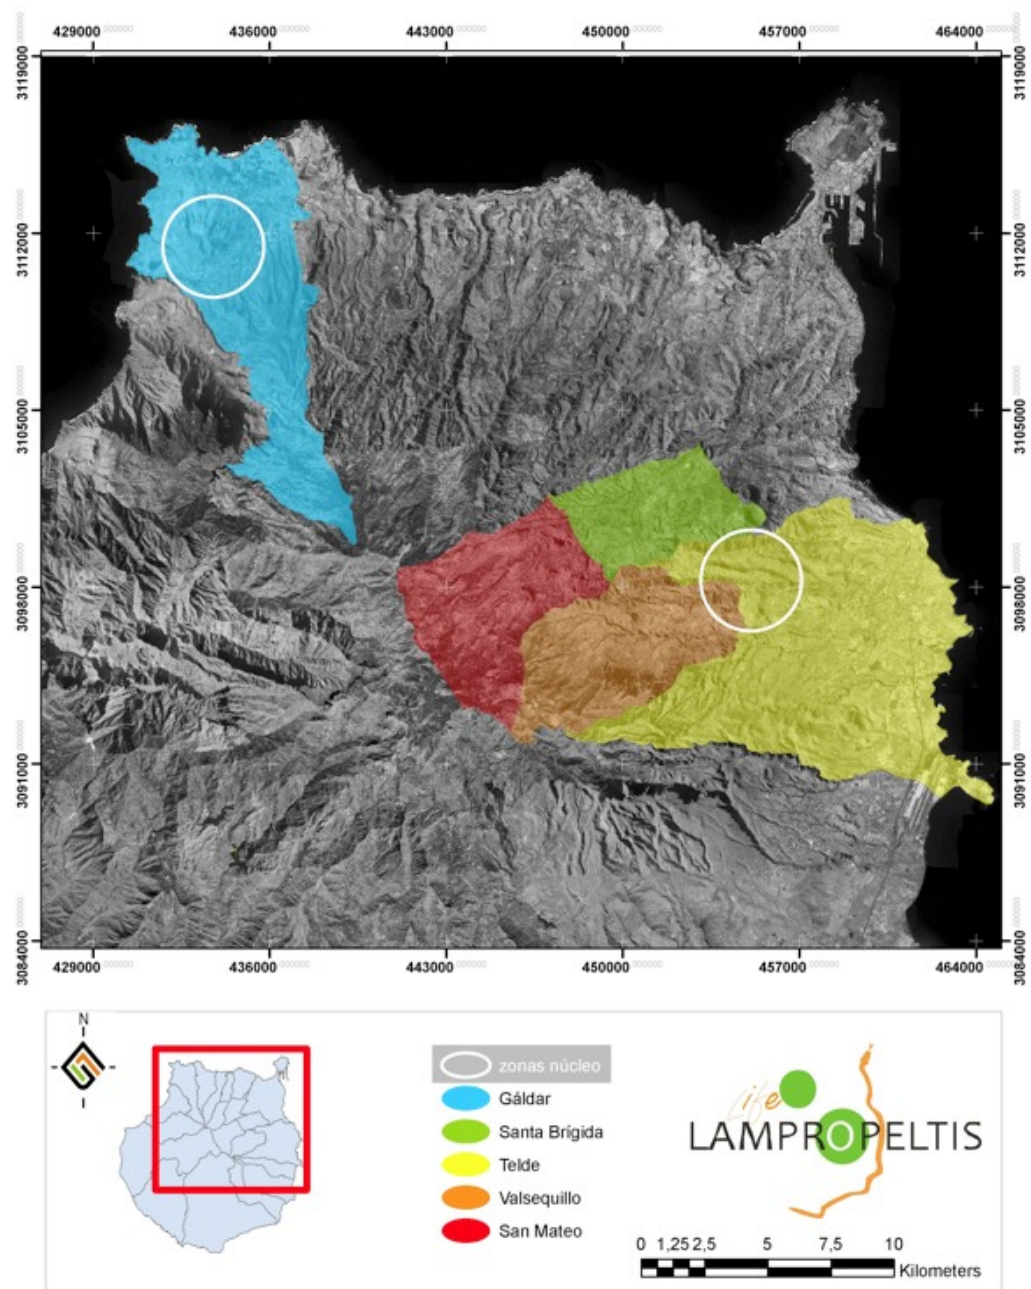 429000 436000 443000 450000 457000 464000
3119000 3119000
3112000 3112000
3105000 3105000
3098000 3098000
3091000 3091000
3084000 3084000
429000 436000 443000 450000 457000 464000
N
zonas núcleo
Gáldar
Santa Brígida
Telde
Valsequillo
San Mateo
Life
LAMPROPELTIS
0 1,25 2,5 5 7,5 10
Kilometers